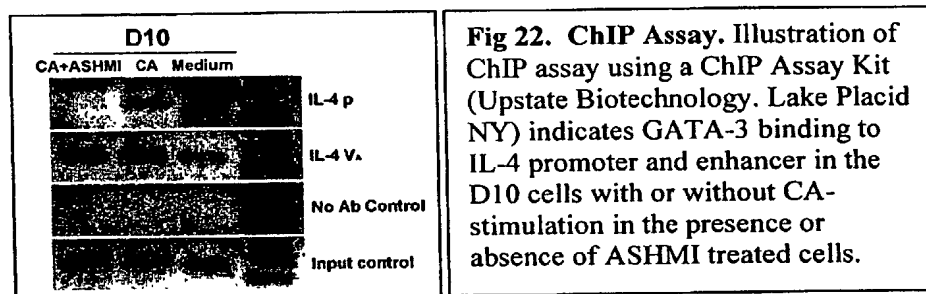 D10
CA+ASHMI CA Medium
IL-4 p
IL-4 VA
No Ab Control
Input control
Fig 22. ChIP Assay. Illustration of
ChIP assay using a ChIP Assay Kit
(Upstate Biotechnology. Lake Placid
NY) indicates GATA-3 binding to
IL-4 promoter and enhancer in the
D10 cells with or without CA-
stimulation in the presence or
absence of ASHMI treated cells.